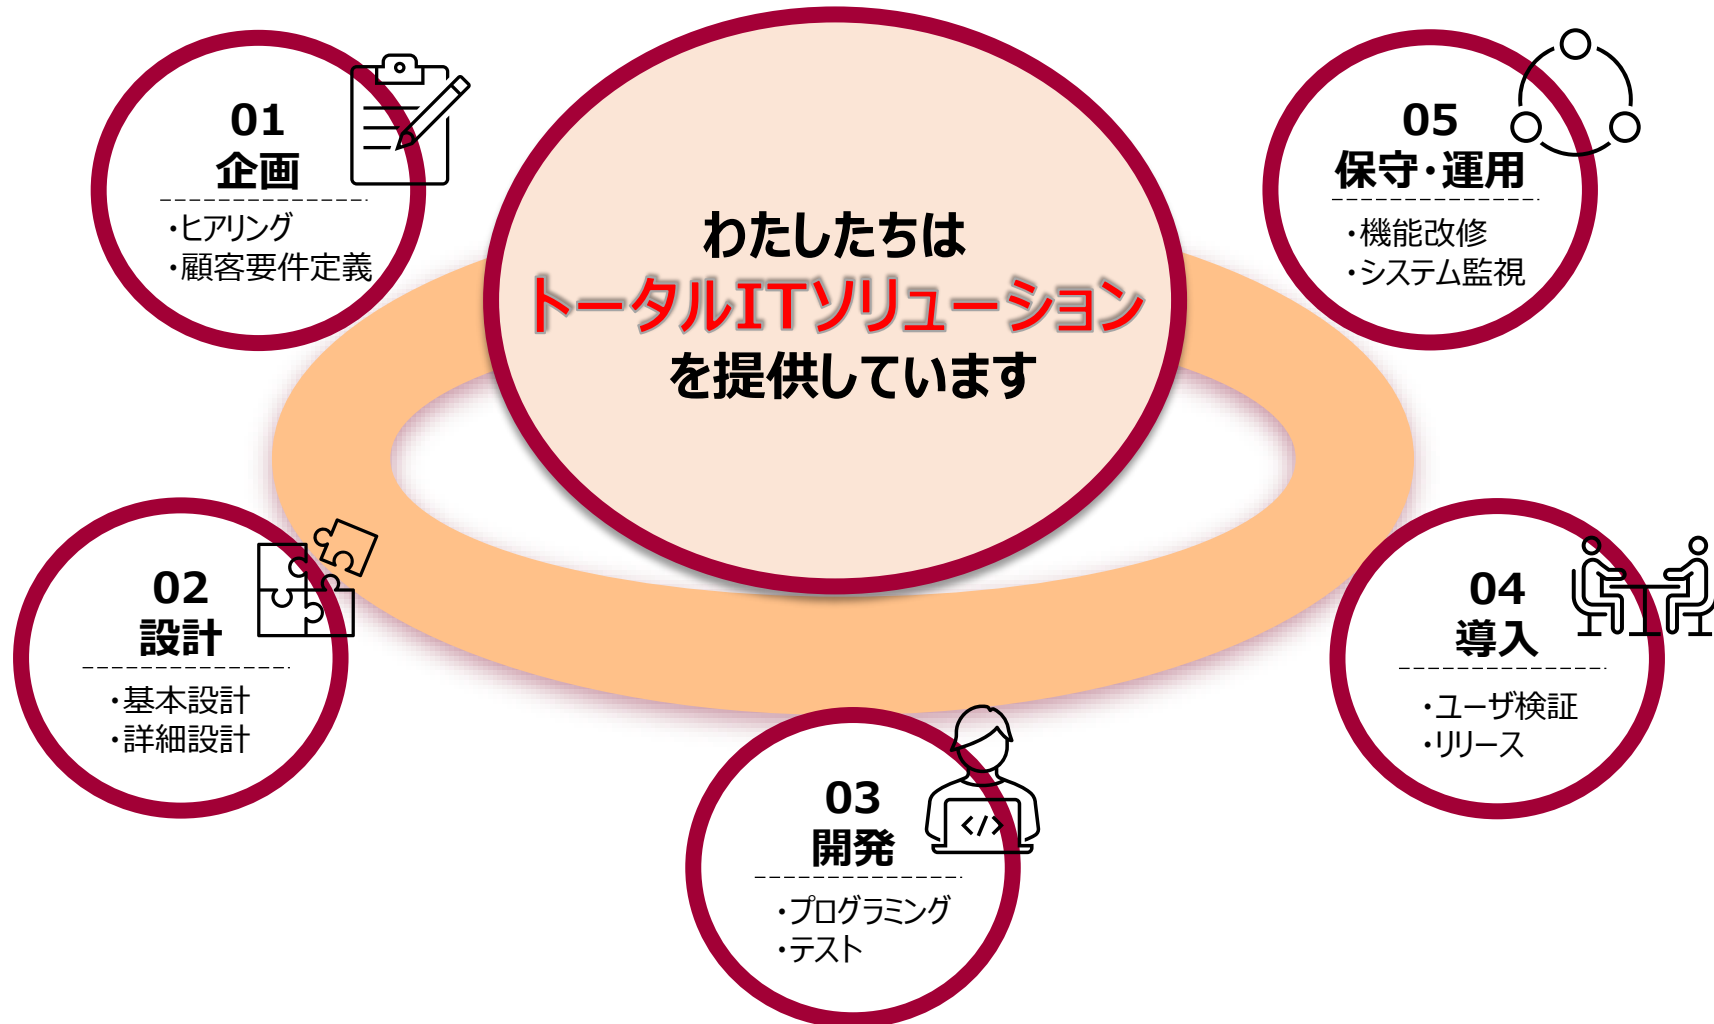 わたしたちは
トータルITソリューション
を提供しています
01
企画
・ヒアリング
・顧客要件定義
02
設計
・基本設計
・詳細設計
03
開発
・プログラミング
・テスト
04
導入
・ユーザ検証
・リリース
05
保守・運用
・機能改修
・システム監視